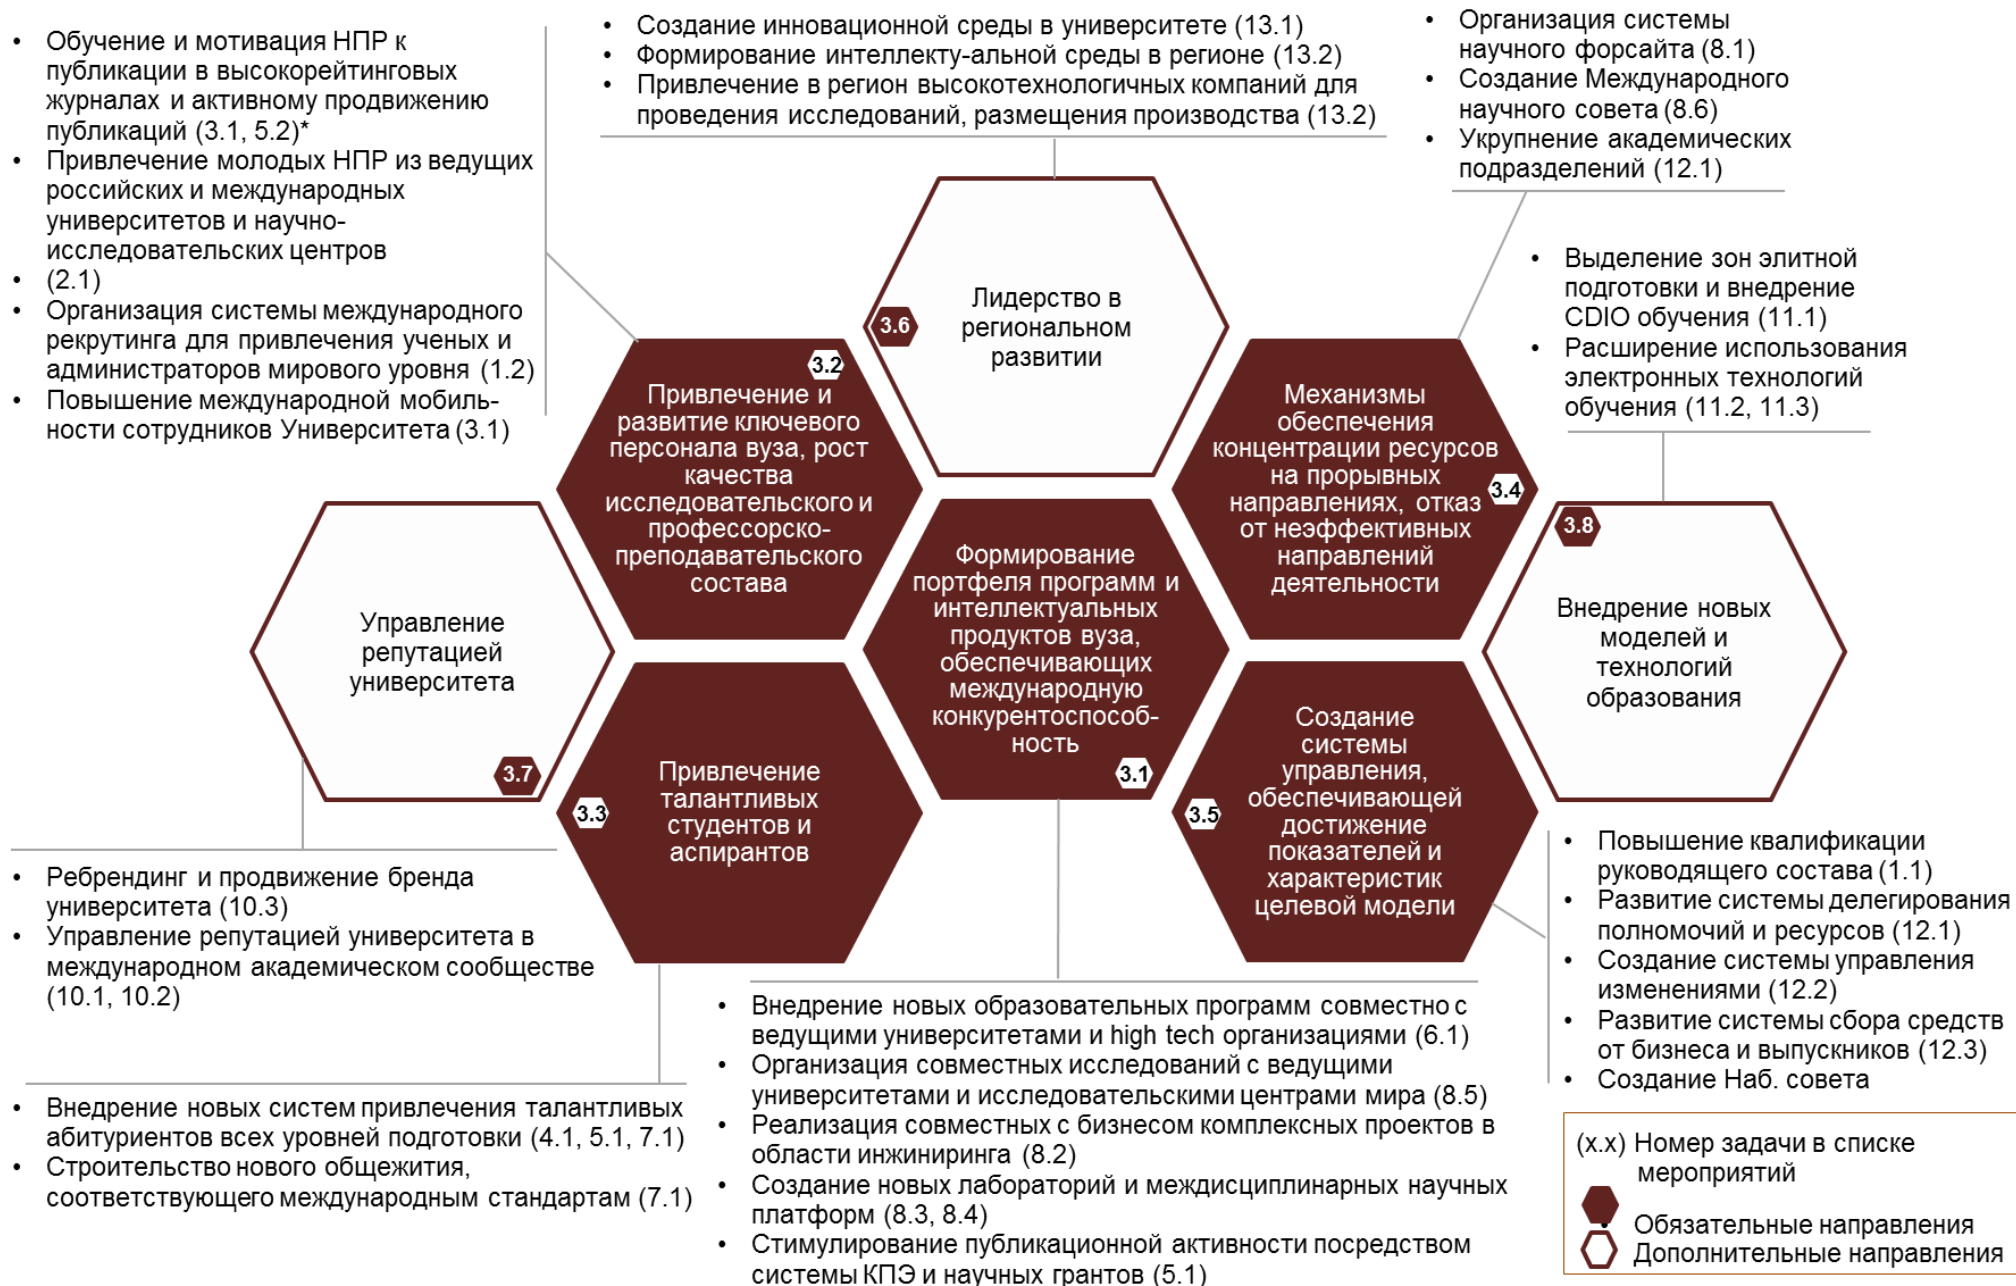 • Обучение и мотивация НПР к
публикации в высокорейтинговых
журналах и активному продвижению
публикаций (3.1, 5.2)*
• Привлечение молодых НПР из ведущих
российских и международных
университетов и научно-
исследовательских центров
• (2.1)
• Организация системы международного
рекрутинга для привлечения ученых и
администраторов мирового уровня (1.2)
• Повышение международной мобиль-
ности сотрудников Университета (3.1)
• Создание инновационной среды в университете (13.1)
• Формирование интеллекту-альной среды в регионе (13.2)
• Привлечение в регион высокотехнологичных компаний для
проведения исследований, размещения производства (13.2)
• Организация системы
научного форсайта (8.1)
• Создание Международного
научного совета (8.6)
• Укрупнение академических
подразделений (12.1)
• Выделение зон элитной
подготовки и внедрение
CDIO обучения (11.1)
• Расширение использования
электронных технологий
обучения (11.2, 11.3)
3.6
Лидерство в
региональном
развитии
3.2
Привлечение и
развитие ключевого
персонала вуза, рост
качества
исследовательского и
профессорско-
преподавательского
состава
Механизмы
обеспечения
концентрации ресурсов
на прорывных
направлениях, отказ
от неэффективных
направлений
деятельности
3.4
3.8
Внедрение новых
моделей и
технологий
образования
Управление
репутацией
университета
3.7
Формирование
портфеля программ и
интеллектуальных
продуктов вуза,
обеспечивающих
международную
конкурентоспособ-
ность
3.1
3.3
Привлечение
талантливых
студентов и
аспирантов
3.5
Создание
системы
управления,
обеспечивающей
достижение
показателей и
характеристик
целевой модели
• Ребрендинг и продвижение бренда
университета (10.3)
• Управление репутацией университета в
международном академическом сообществе
(10.1, 10.2)
• Внедрение новых систем привлечения талантливых
абитуриентов всех уровней подготовки (4.1, 5.1, 7.1)
• Строительство нового общежития,
соответствующего международным стандартам (7.1)
• Внедрение новых образовательных программ совместно с
ведущими университетами и high tech организациями (6.1)
• Организация совместных исследований с ведущими
университетами и исследовательскими центрами мира (8.5)
• Реализация совместных с бизнесом комплексных проектов в
области инжиниринга (8.2)
• Создание новых лабораторий и междисциплинарных научных
платформ (8.3, 8.4)
• Стимулирование публикационной активности посредством
системы КПЭ и научных грантов (5.1)
• Повышение квалификации
руководящего состава (1.1)
• Развитие системы делегирования
полномочий и ресурсов (12.1)
• Создание системы управления
изменениями (12.2)
• Развитие системы сбора средств
от бизнеса и выпускников (12.3)
• Создание Наб. совета
(x.x) Номер задачи в списке
мероприятий
• Обязательные направления
Дополнительные направления